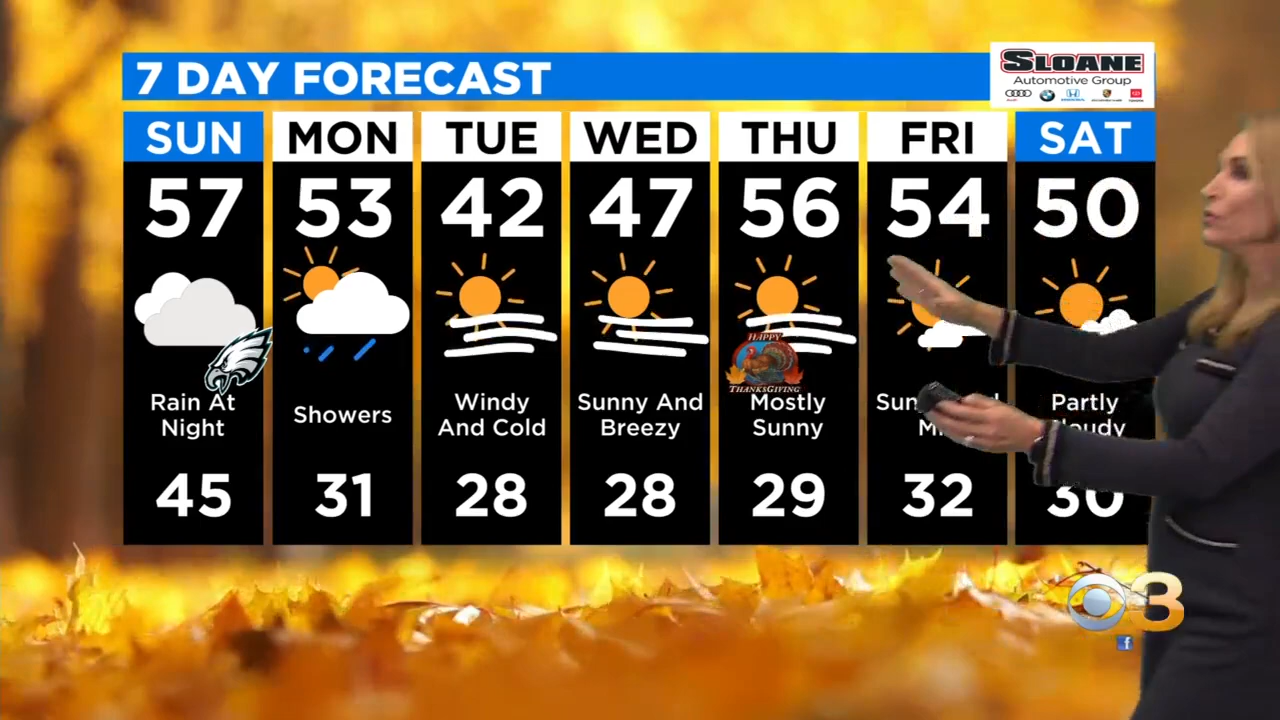 7 DAY FORECAST
SLOANE
Automotive Group
SUN MON TUE WED THU FRI SAT
57 53 42 47 56 54 50
HAPPY
THANKSGIVING
Rain At
Night
Showers
Windy
And Cold
Sunny And
Breezy
Mostly
Sunny
Partly
45 31 28 28 29 32 30
3
f